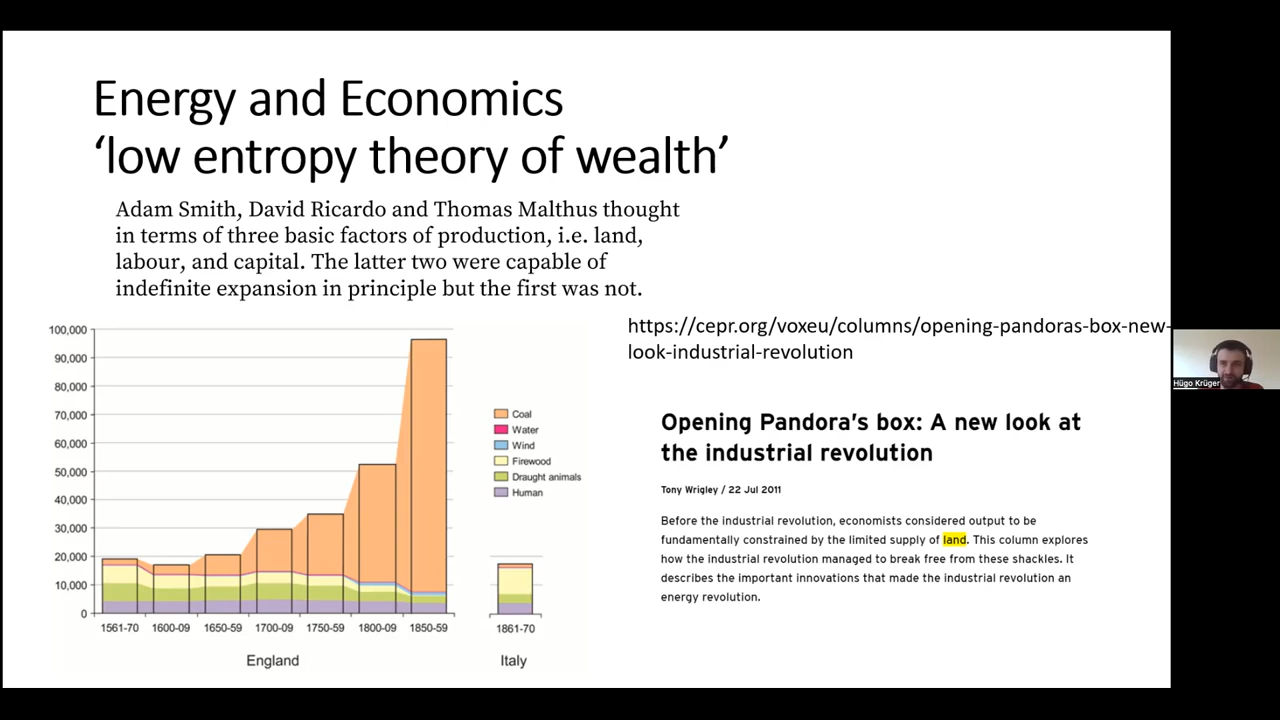 Energy and Economics
‘low entropy theory of wealth’
Adam Smith, David Ricardo and Thomas Malthus thought
in terms of three basic factors of production, i.e. land,
labour, and capital. The latter two were capable of
indefinite expansion in principle but the first was not.
https://cepr.org/voxeu/columns/opening-pandoras-box-new-
look-industrial-revolution
100,000
90,000
80,000
70,000
60,000
50,000
40,000
30,000
20,000
10,000
0
1561-70
1600-09
1650-59
1700-09
1750-59
1800-09
1850-59
1861-70
England
Italy
Coal
Water
Wind
Firewood
Draught animals
Human
Opening Pandora’s box: A new look at
the industrial revolution
Tony Wrigley / 22 Jul 2011
Before the industrial revolution, economists considered output to be
fundamentally constrained by the limited supply of land. This column explores
how the industrial revolution managed to break free from these shackles. It
describes the important innovations that made the industrial revolution an
energy revolution.
Hügo Krüger